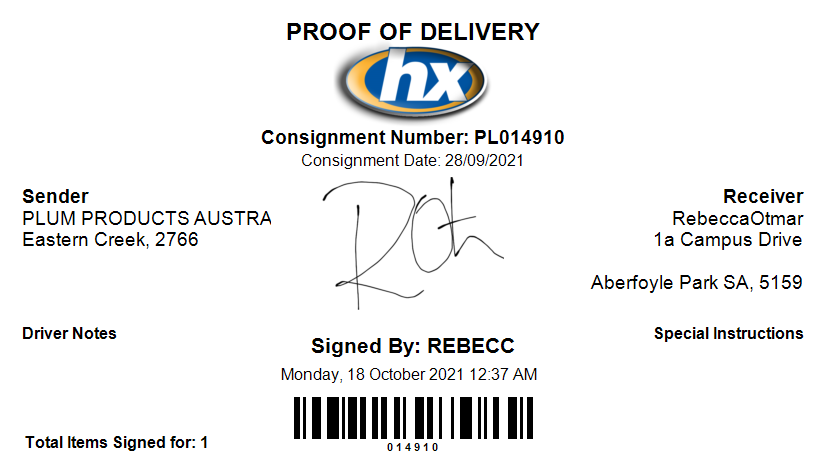 PROOF OF DELIVERY
hx
Consignment Number: PL014910
Consignment Date: 28/09/2021
Sender
PLUM PRODUCTS AUSTRA
Eastern Creek, 2766
Receiver
RebeccaOtmar
1a Campus Drive
Aberfoyle Park SA, 5159
Driver Notes
Special Instructions
Signed By: REBECC
Monday, 18 October 2021 12:37 AM
014910
Total Items Signed for: 1